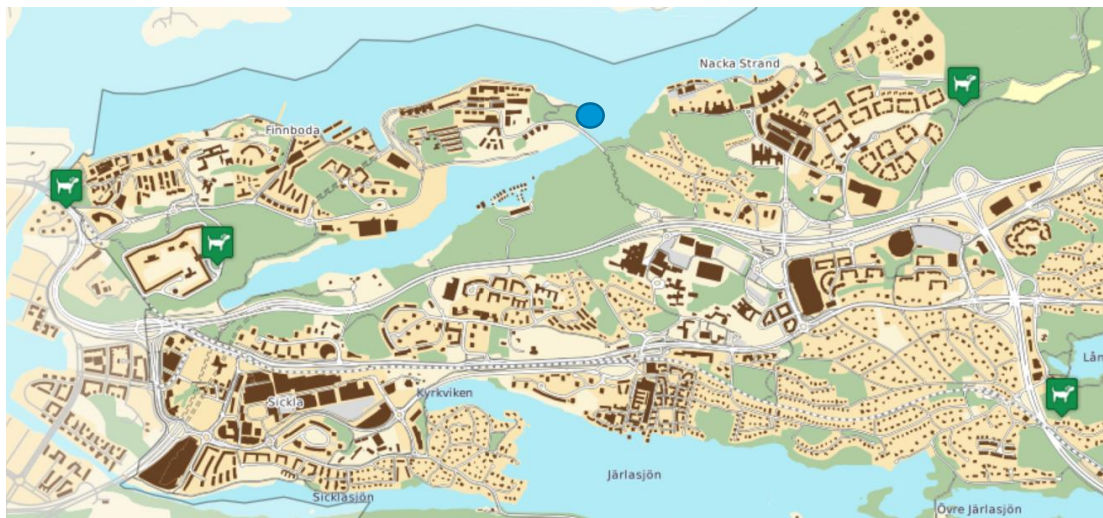 Nacka Strand
Finnboda
Kyrkviken
Sickla
Järlasjön
Sicklasjön
Övre Järlasjön